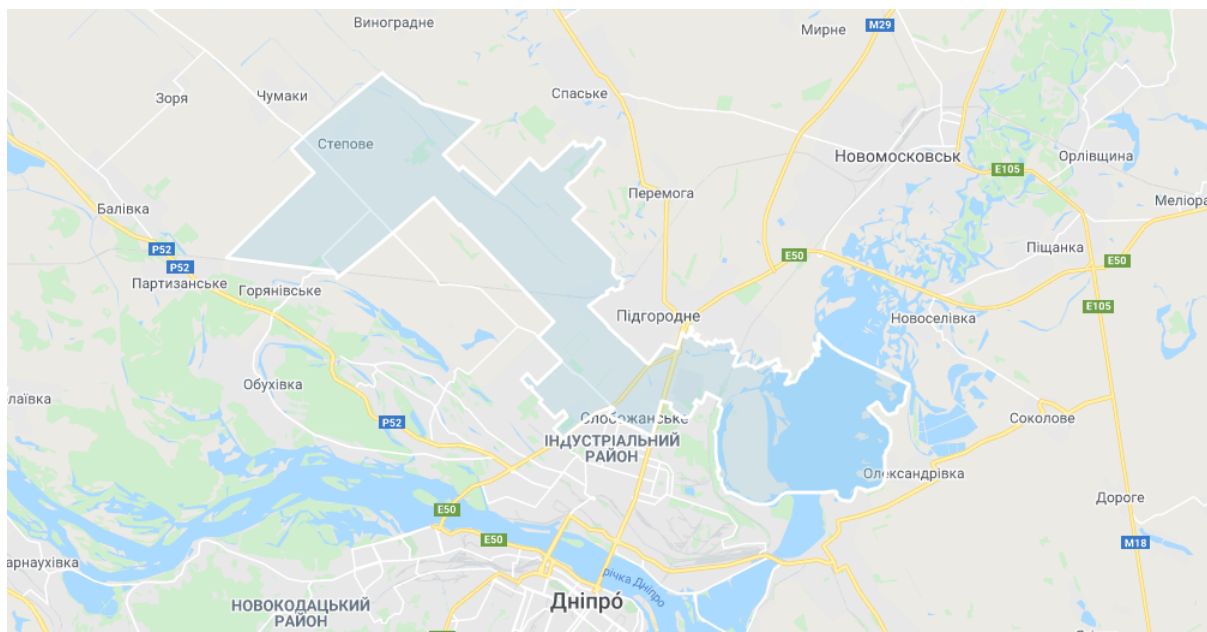 Виноградне
Мирне
M29
Зоря
Чумаки
Спаське
Степове
Новомосковськ
E105
Орлівщина
Перемога
Меліора
Балівка
P52
P52
Партизанське
Горянівське
E50
Піщанка
E50
E105
Підгородне
Новоселівка
Обухівка
елаївка
P52
Слобожанське
Соколове
ІНДУСТРІАЛЬНИЙ
РАЙОН
Олександрівка
Дороге
E50
E50
M18
арнаухівка
річка Дніпро
НОВОКОДАЦЬКИЙ
РАЙОН
Дніпро́